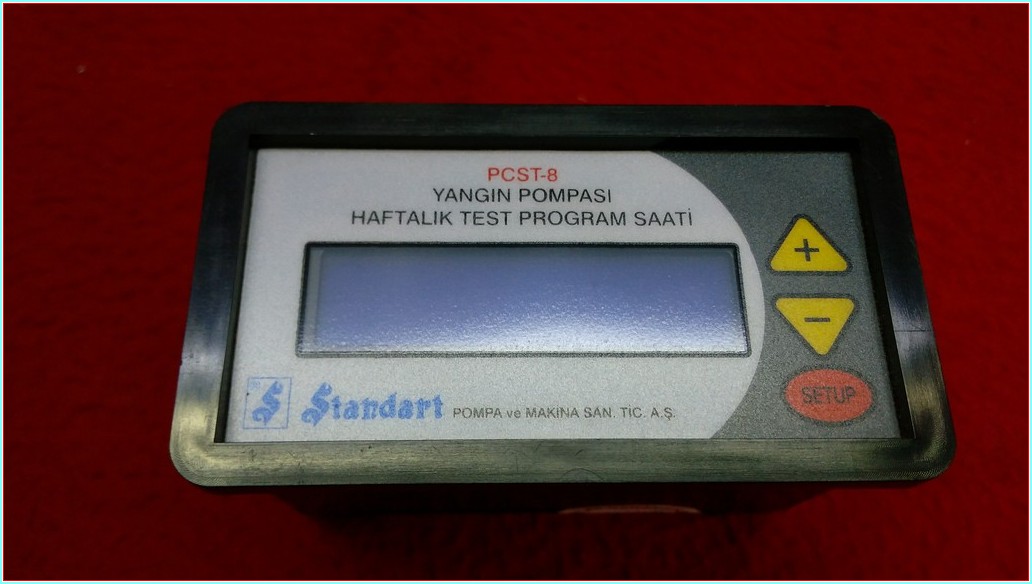 PCST-8
YANGIN POMPASI
HAFTALIK TEST PROGRAM SAATİ
+
−
SETUP
S Standart POMPA ve MAKİNA SAN. TİC. A.Ş.